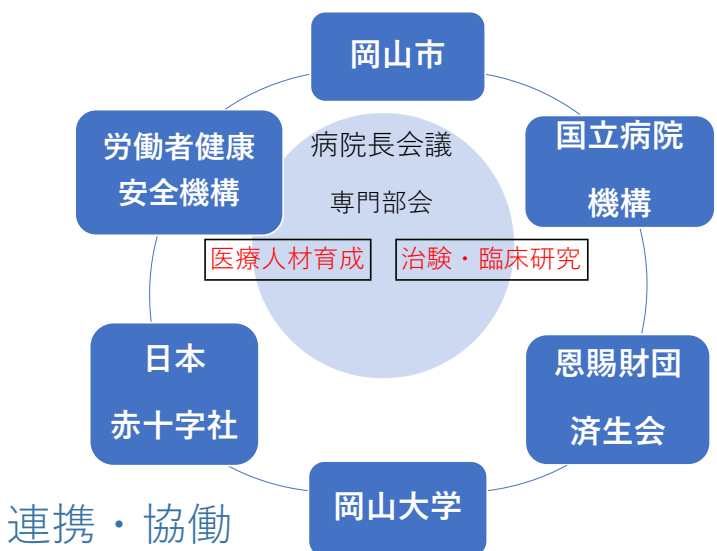 岡山市
労働者健康
安全機構
病院長会議
専門部会
国立病院
機構
医療人材育成
治験・臨床研究
日本
赤十字社
恩賜財団
済生会
岡山大学
連携・協働